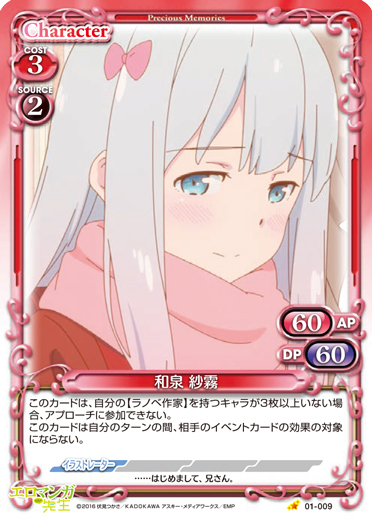 Precious Memories
Character
COST
3
SOURCE
2
60 AP
DP 60
和泉 紗霧
このカードは、自分の【ラノベ作家】を持つキャラが3枚以上いない場
合、アプローチに参加できない。
このカードは自分のターンの間、相手のイベントカードの効果の対象
にならない。
イラストレーター
……はじめまして、兄さん。
エロマンガ
先生
01-009
©2016 伏見つかさ/KADOKAWA アスキー・メディアワークス/EMP